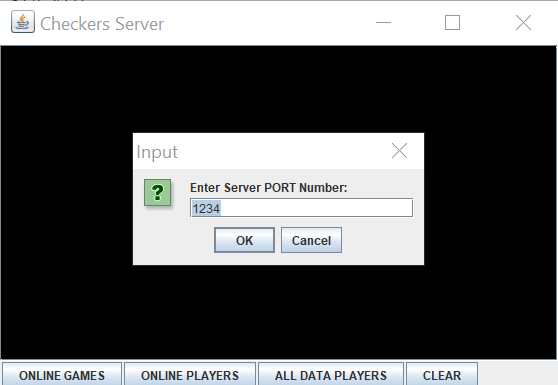 Checkers Server
Input
?
Enter Server PORT Number:
1234
OK Cancel
ONLINE GAMES ONLINE PLAYERS ALL DATA PLAYERS CLEAR